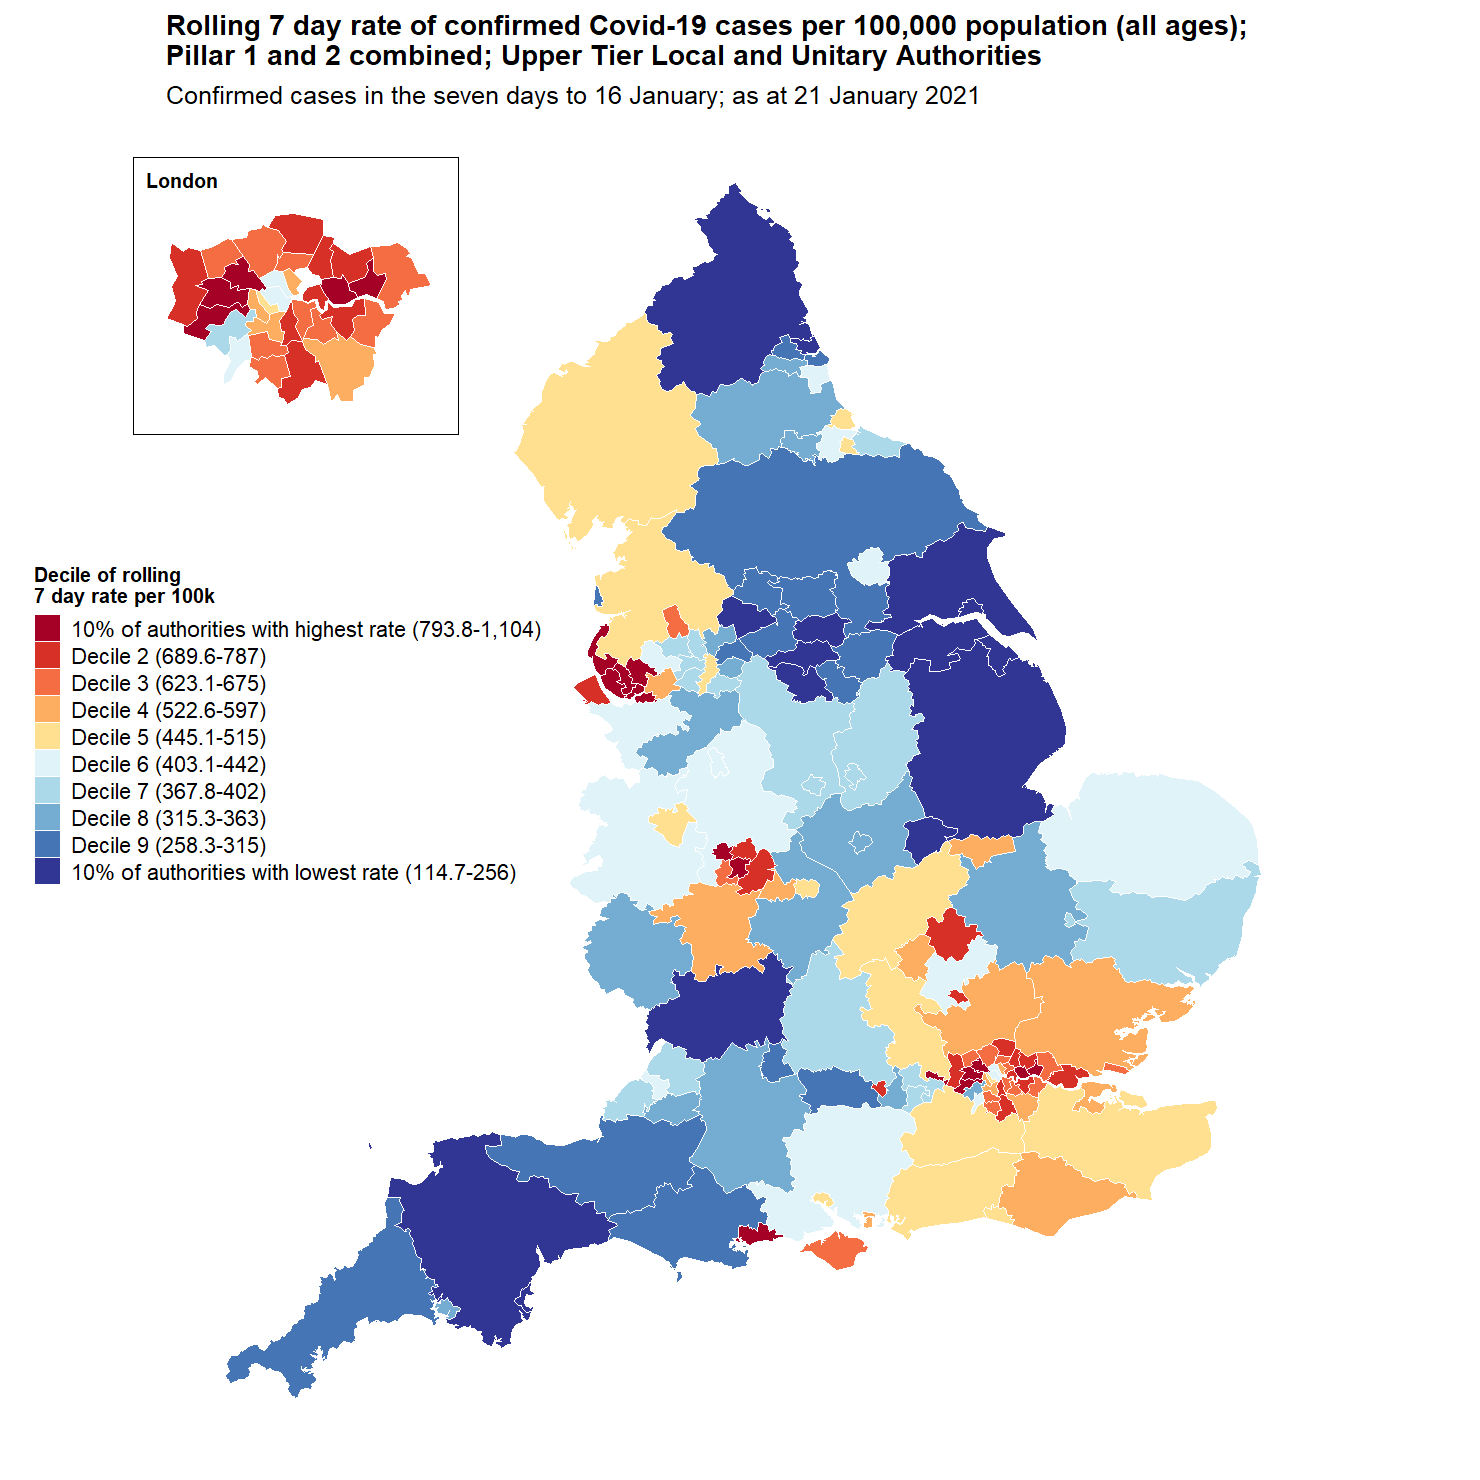 Rolling 7 day rate of confirmed Covid-19 cases per 100,000 population (all ages);
Pillar 1 and 2 combined; Upper Tier Local and Unitary Authorities
Confirmed cases in the seven days to 16 January; as at 21 January 2021
London
Decile of rolling
7 day rate per 100k
10% of authorities with highest rate (793.8-1,104)
Decile 2 (689.6-787)
Decile 3 (623.1-675)
Decile 4 (522.6-597)
Decile 5 (445.1-515)
Decile 6 (403.1-442)
Decile 7 (367.8-402)
Decile 8 (315.3-363)
Decile 9 (258.3-315)
10% of authorities with lowest rate (114.7-256)